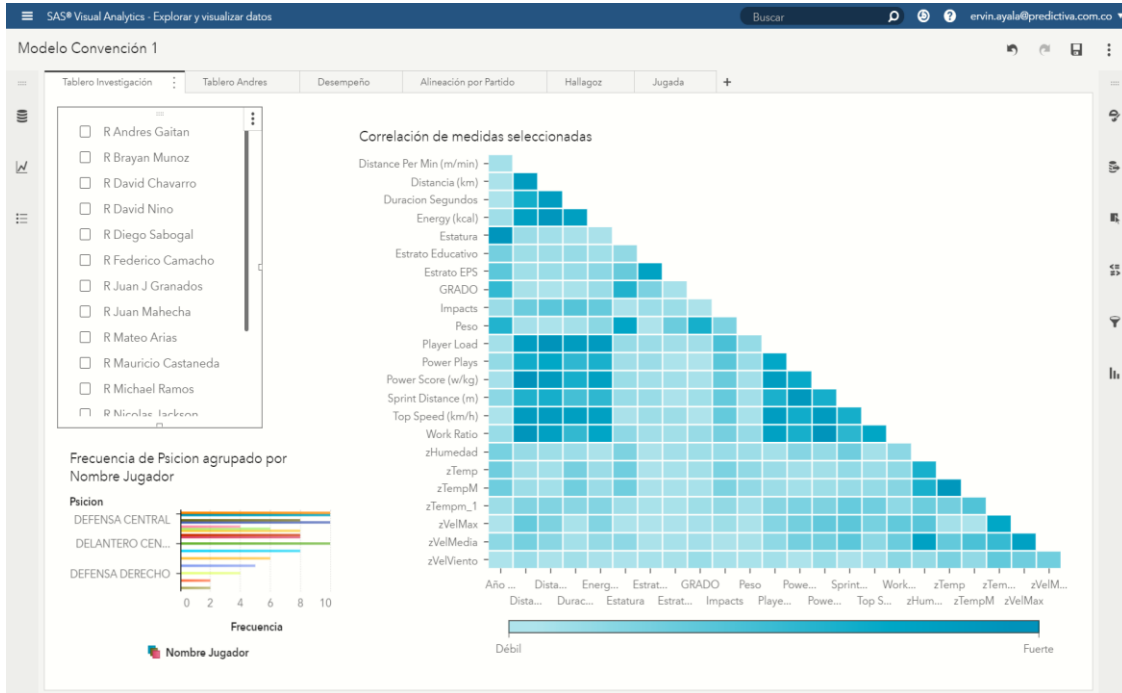 SAS® Visual Analytics - Explorar y visualizar datos
Buscar
ervin.ayala@predictiva.com.co
Modelo Convención 1
Tablero Investigación
Tablero Andres
Desempeño
Alineación por Partido
Hallagoz
Jugada
+
R Andres Gaitan
R Brayan Munoz
R David Chavarro
R David Nino
R Diego Sabogal
R Federico Camacho
R Juan J Granados
R Juan Mahecha
R Mateo Arias
R Mauricio Castaneda
R Michael Ramos
R Nicolas Jackson
Frecuencia de Psicion agrupado por
Nombre Jugador
Psicion
DEFENSA CENTRAL
DELANTERO CEN...
DEFENSA DERECHO
0 2 4 6 8 10
Frecuencia
Nombre Jugador
Correlación de medidas seleccionadas
Distance Per Min (m/min)
Distancia (km)
Duracion Segundos
Energy (kcal)
Estatura
Estrato Educativo
Estrato EPS
GRADO
Impacts
Peso
Player Load
Power Plays
Power Score (w/kg)
Sprint Distance (m)
Top Speed (km/h)
Work Ratio
zHumedad
zTemp
zTempM
zTempm_1
zVelMax
zVelMedia
zVelViento
Año ... Dista... Energ... Estrat... GRADO Peso Powe... Sprint... Work... zTemp zTem... zVelM...
Dista... Durac... Estatura Estrat... Impacts Playe... Powe... Top S... zHum... zTempM zVelMax
Débil
Fuerte